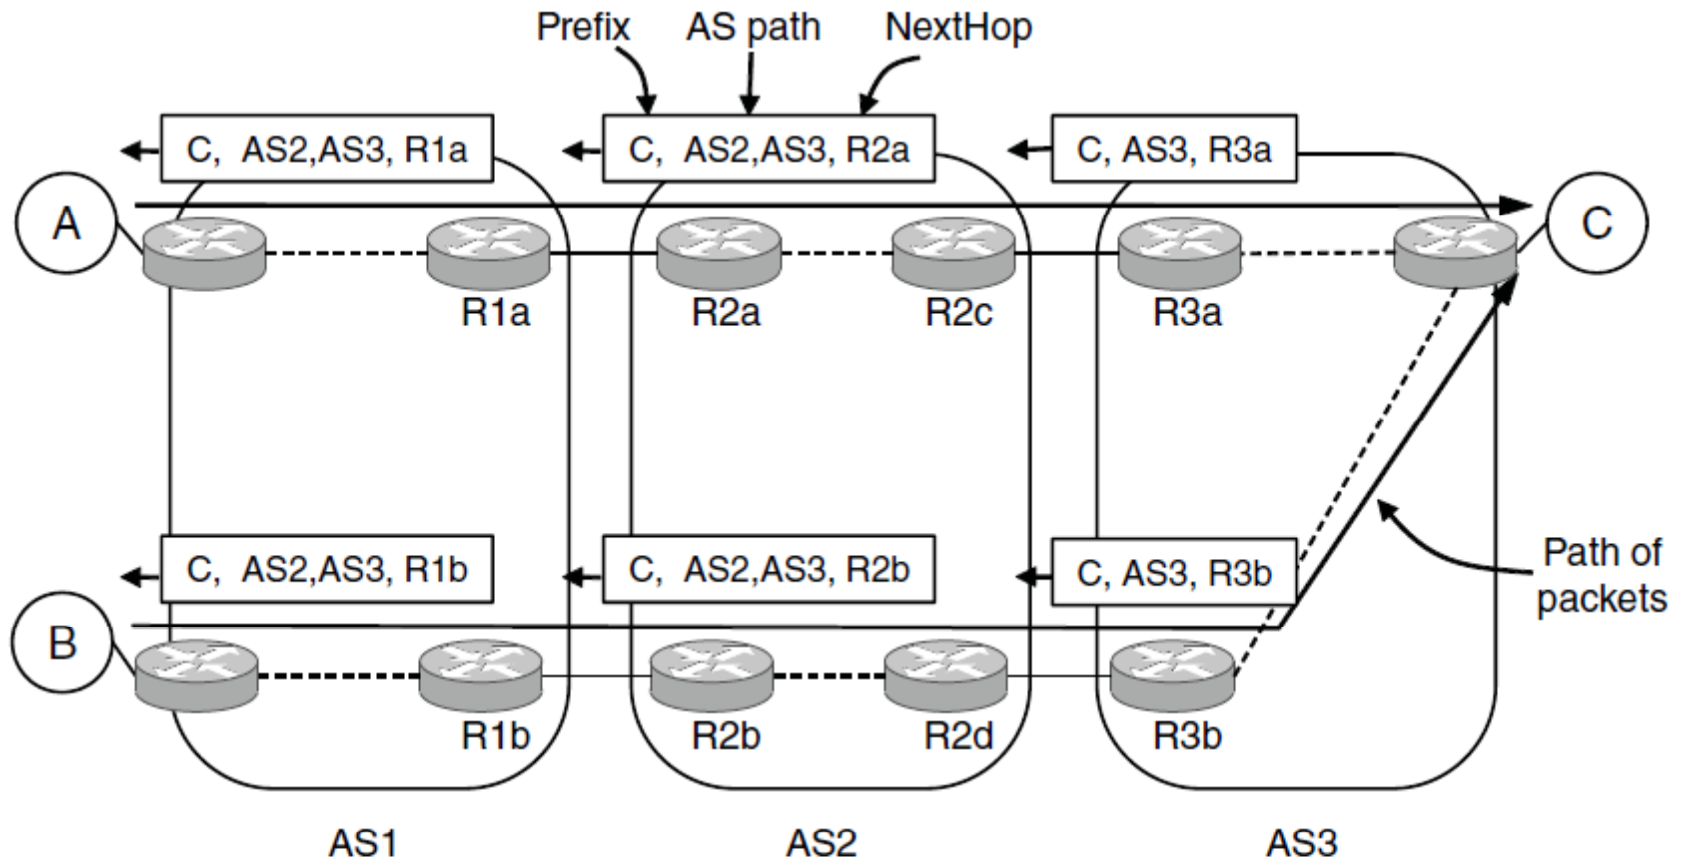 Prefix
AS path
NextHop
C, AS2,AS3, R1a
C, AS2,AS3, R2a
C, AS3, R3a
A
C
R1a
R2a
R2c
R3a
C, AS2,AS3, R1b
C, AS2,AS3, R2b
C, AS3, R3b
Path of
packets
B
R1b
R2b
R2d
R3b
AS1
AS2
AS3